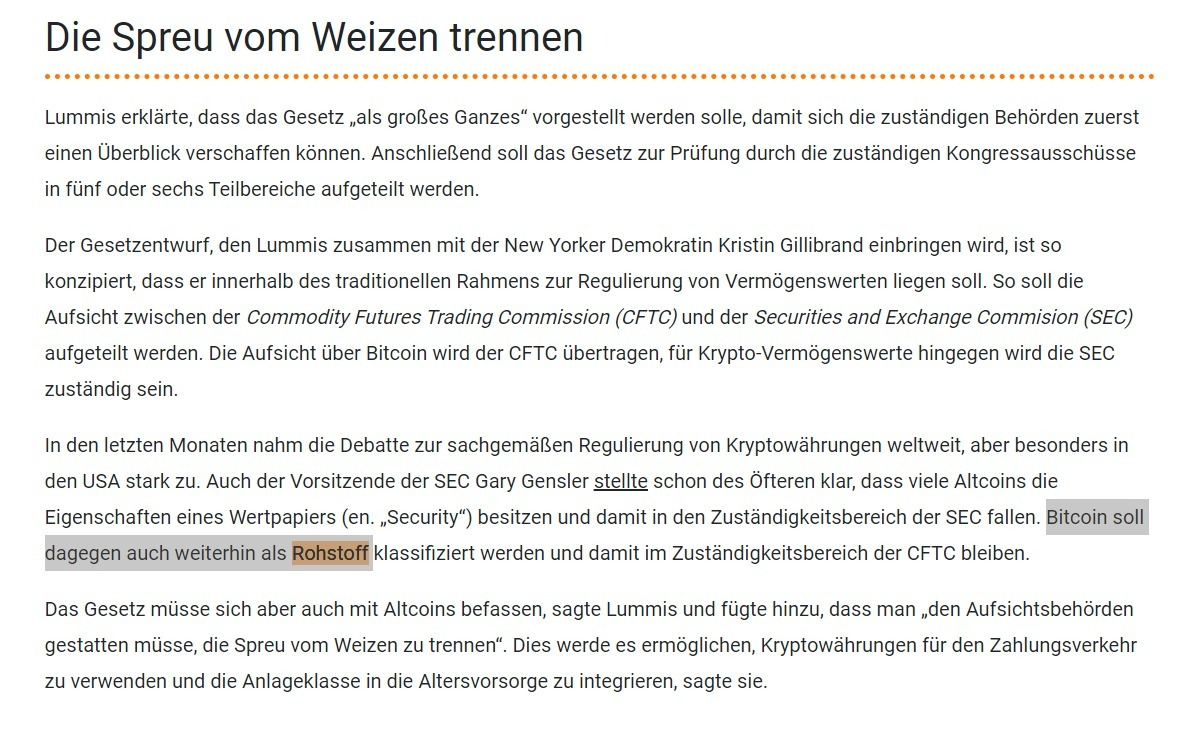 Die Spreu vom Weizen trennen
Lummis erklärte, dass das Gesetz „als großes Ganzes“ vorgestellt werden solle, damit sich die zuständigen Behörden zuerst
einen Überblick verschaffen können. Anschließend soll das Gesetz zur Prüfung durch die zuständigen Kongressausschüsse
in fünf oder sechs Teilbereiche aufgeteilt werden.
Der Gesetzentwurf, den Lummis zusammen mit der New Yorker Demokratin Kristin Gillibrand einbringen wird, ist so
konzipiert, dass er innerhalb des traditionellen Rahmens zur Regulierung von Vermögenswerten liegen soll. So soll die
Aufsicht zwischen der Commodity Futures Trading Commission (CFTC) und der Securities and Exchange Commision (SEC)
aufgeteilt werden. Die Aufsicht über Bitcoin wird der CFTC übertragen, für Krypto-Vermögenswerte hingegen wird die SEC
zuständig sein.
In den letzten Monaten nahm die Debatte zur sachgemäßen Regulierung von Kryptowährungen weltweit, aber besonders in
den USA stark zu. Auch der Vorsitzende der SEC Gary Gensler stellte schon des Öfteren klar, dass viele Altcoins die
Eigenschaften eines Wertpapiers (en. „Security“) besitzen und damit in den Zuständigkeitsbereich der SEC fallen. Bitcoin soll
dagegen auch weiterhin als Rohstoff klassifiziert werden und damit im Zuständigkeitsbereich der CFTC bleiben.
Das Gesetz müsse sich aber auch mit Altcoins befassen, sagte Lummis und fügte hinzu, dass man „den Aufsichtsbehörden
gestatten müsse, die Spreu vom Weizen zu trennen“. Dies werde es ermöglichen, Kryptowährungen für den Zahlungsverkehr
zu verwenden und die Anlageklasse in die Altersvorsorge zu integrieren, sagte sie.